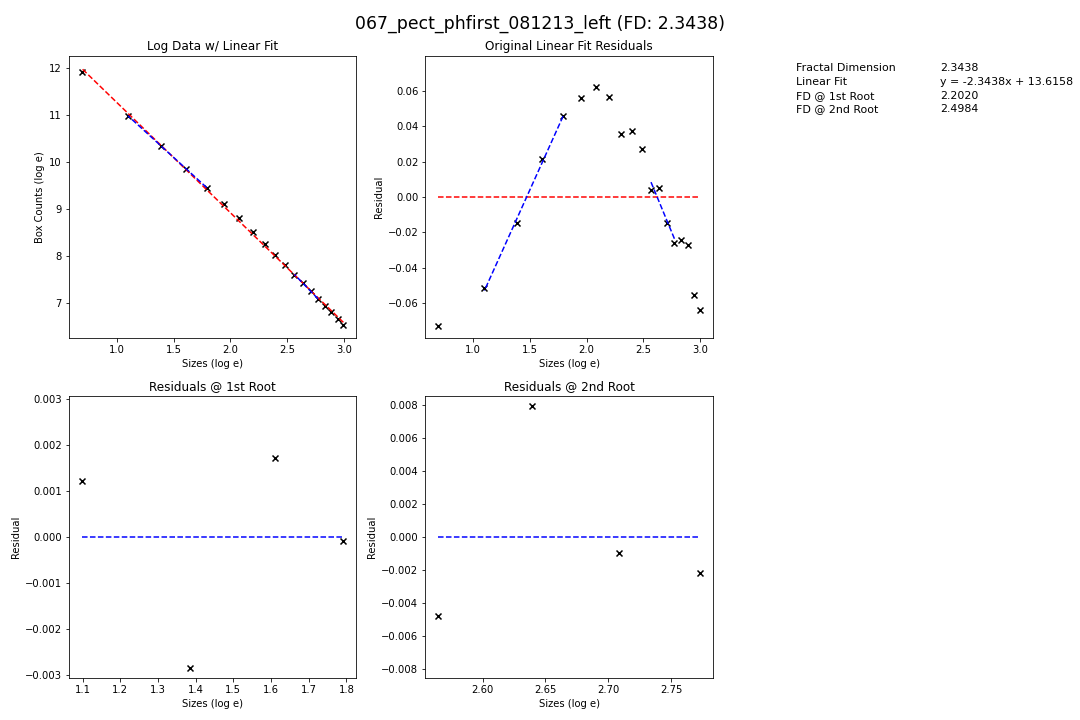 067_pect_phfirst_081213_left (FD: 2.3438)
Log Data w/ Linear Fit
12
11
10
9
8
7
Box Counts (log e)
1.0 1.5 2.0 2.5 3.0
Sizes (log e)
Original Linear Fit Residuals
0.06
0.04
0.02
0.00
−0.02
−0.04
−0.06
Residual
1.0 1.5 2.0 2.5 3.0
Sizes (log e)
Fractal Dimension 2.3438
Linear Fit y = -2.3438x + 13.6158
FD @ 1st Root 2.2020
FD @ 2nd Root 2.4984
Residuals @ 1st Root
0.003
0.002
0.001
0.000
−0.001
−0.002
−0.003
Residual
1.1 1.2 1.3 1.4 1.5 1.6 1.7 1.8
Sizes (log e)
Residuals @ 2nd Root
0.008
0.006
0.004
0.002
0.000
−0.002
−0.004
−0.006
−0.008
Residual
2.60 2.65 2.70 2.75
Sizes (log e)